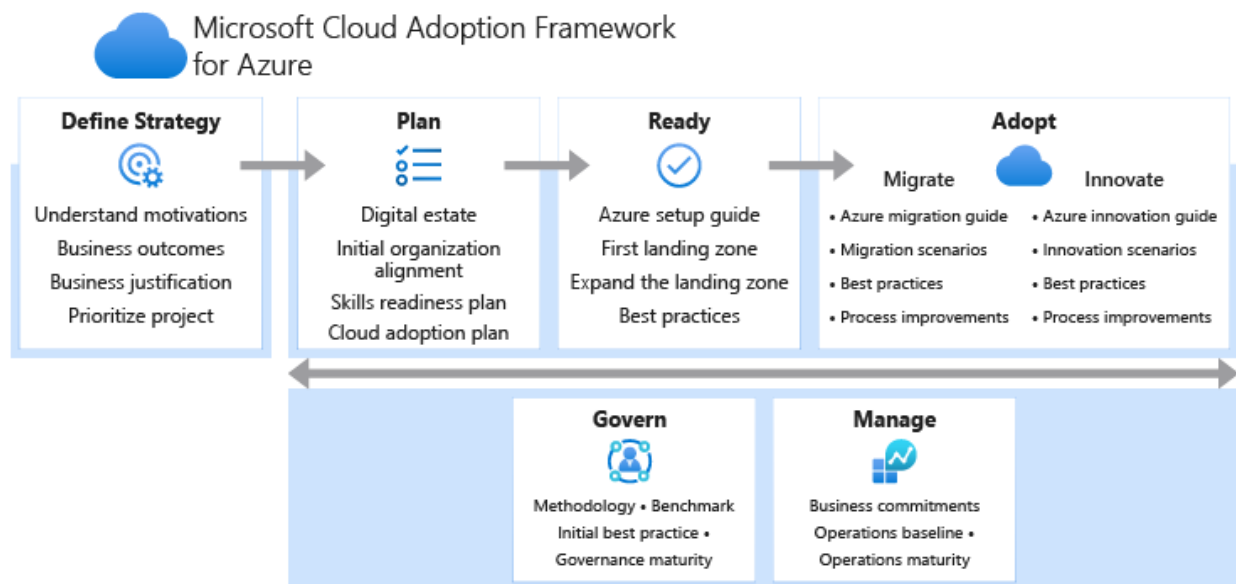 Microsoft Cloud Adoption Framework
for Azure
Define Strategy
Understand motivations
Business outcomes
Business justification
Prioritize project
Plan
Digital estate
Initial organization
alignment
Skills readiness plan
Cloud adoption plan
Ready
Azure setup guide
First landing zone
Expand the landing zone
Best practices
Adopt
Migrate
• Azure migration guide
• Migration scenarios
• Best practices
• Process improvements
Innovate
• Azure innovation guide
• Innovation scenarios
• Best practices
• Process improvements
Govern
Methodology • Benchmark
Initial best practice •
Governance maturity
Manage
Business commitments
Operations baseline •
Operations maturity